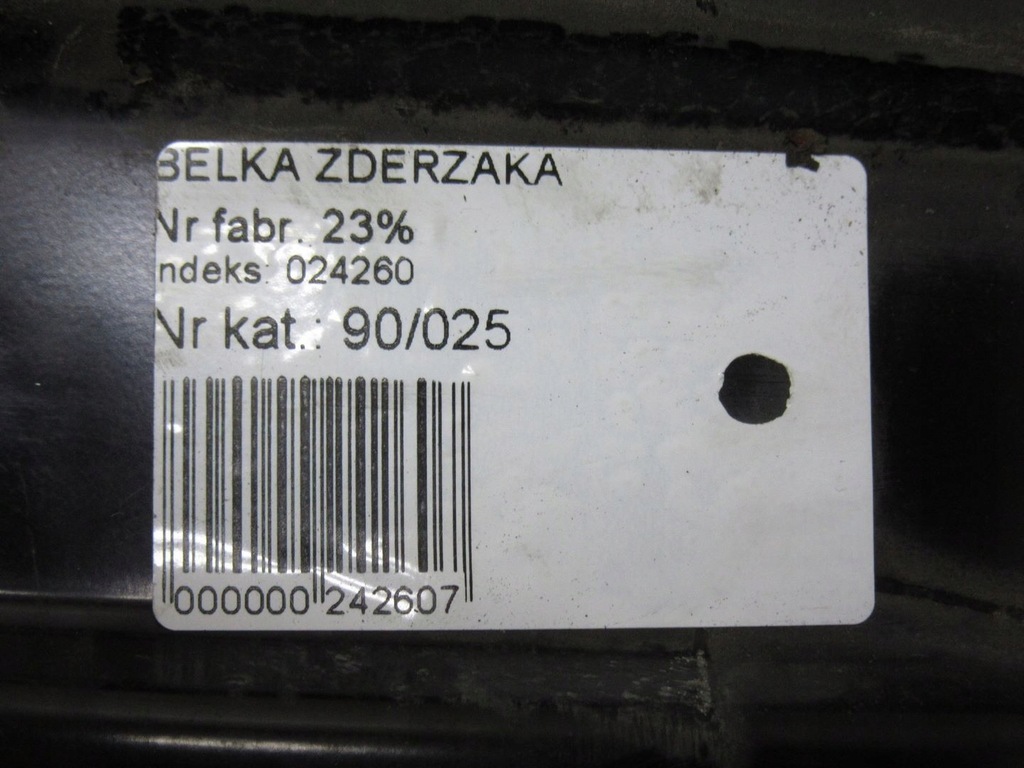 BELKA ZDERZAKA
Nr fabr.: 23%
ndeks: 024260
Nr kat.: 90/025
000000 242607